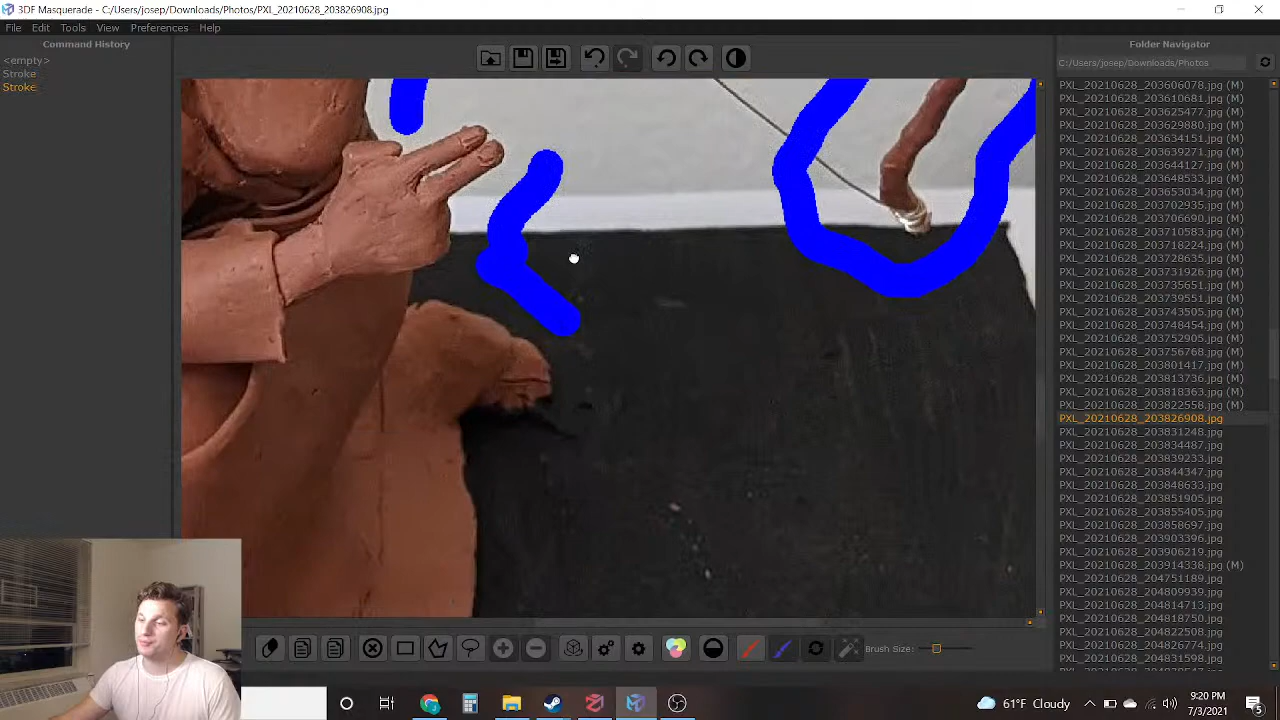 3DF Masquerade - C:/Users/josep/Downloads/Photos/PXL_20210628_203826908.jpg
File Edit Tools View Preferences Help
Command History
<empty>
Stroke
Stroke
Folder Navigator
C:/Users/josep/Downloads/Photos
PXL_20210628_203606078.jpg (M)
PXL_20210628_203610681.jpg (M)
PXL_20210628_203625477.jpg (M)
PXL_20210628_203629880.jpg (M)
PXL_20210628_203634151.jpg (M)
PXL_20210628_203639271.jpg (M)
PXL_20210628_203644127.jpg (M)
PXL_20210628_203648533.jpg (M)
PXL_20210628_203653034.jpg (M)
PXL_20210628_203702935.jpg (M)
PXL_20210628_203706690.jpg (M)
PXL_20210628_203710583.jpg (M)
PXL_20210628_203718224.jpg (M)
PXL_20210628_203728635.jpg (M)
PXL_20210628_203731926.jpg (M)
PXL_20210628_203735651.jpg (M)
PXL_20210628_203739551.jpg (M)
PXL_20210628_203743505.jpg (M)
PXL_20210628_203748454.jpg (M)
PXL_20210628_203752905.jpg (M)
PXL_20210628_203756768.jpg (M)
PXL_20210628_203801417.jpg (M)
PXL_20210628_203813736.jpg (M)
PXL_20210628_203818363.jpg (M)
PXL_20210628_203822558.jpg (M)
PXL_20210628_203826908.jpg
PXL_20210628_203831248.jpg
PXL_20210628_203834487.jpg
PXL_20210628_203839233.jpg
PXL_20210628_203844347.jpg
PXL_20210628_203848633.jpg
PXL_20210628_203851905.jpg
PXL_20210628_203855405.jpg
PXL_20210628_203858697.jpg
PXL_20210628_203903396.jpg
PXL_20210628_203906219.jpg
PXL_20210628_203914338.jpg (M)
PXL_20210628_204751189.jpg
PXL_20210628_204809939.jpg
PXL_20210628_204814713.jpg
PXL_20210628_204818750.jpg
PXL_20210628_204822508.jpg
PXL_20210628_204826774.jpg
PXL_20210628_204831598.jpg
Brush Size:
61°F Cloudy
9:20 PM
7/3/2021
5